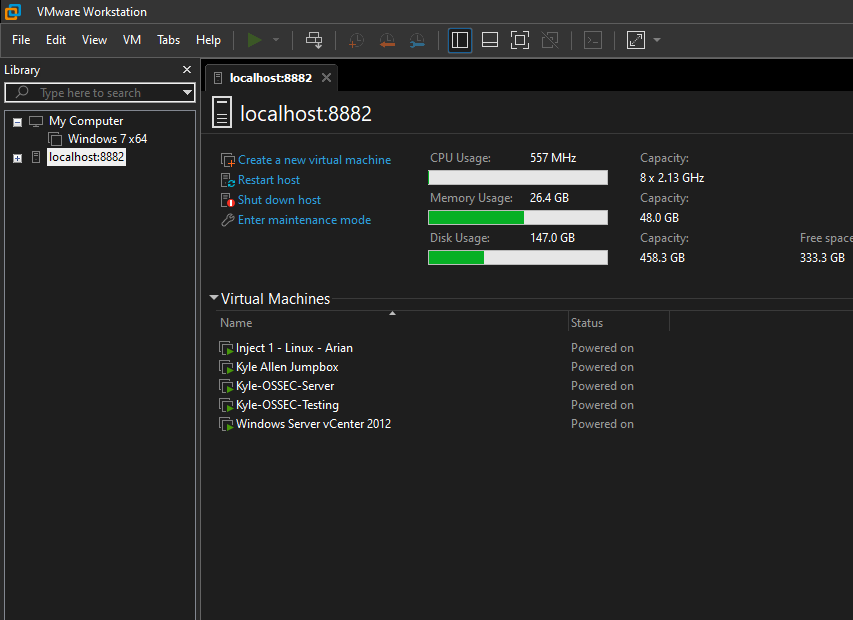 VMware Workstation
File Edit View VM Tabs Help
Library
localhost:8882
Type here to search
My Computer
Windows 7 x64
localhost:8882
localhost:8882
Create a new virtual machine
Restart host
Shut down host
Enter maintenance mode
CPU Usage: 557 MHz Capacity:
8 x 2.13 GHz
Memory Usage: 26.4 GB Capacity:
48.0 GB
Disk Usage: 147.0 GB Capacity: Free space
458.3 GB 333.3 GB
Virtual Machines
Name Status
Inject 1 - Linux - Arian Powered on
Kyle Allen Jumpbox Powered on
Kyle-OSSEC-Server Powered on
Kyle-OSSEC-Testing Powered on
Windows Server vCenter 2012 Powered on